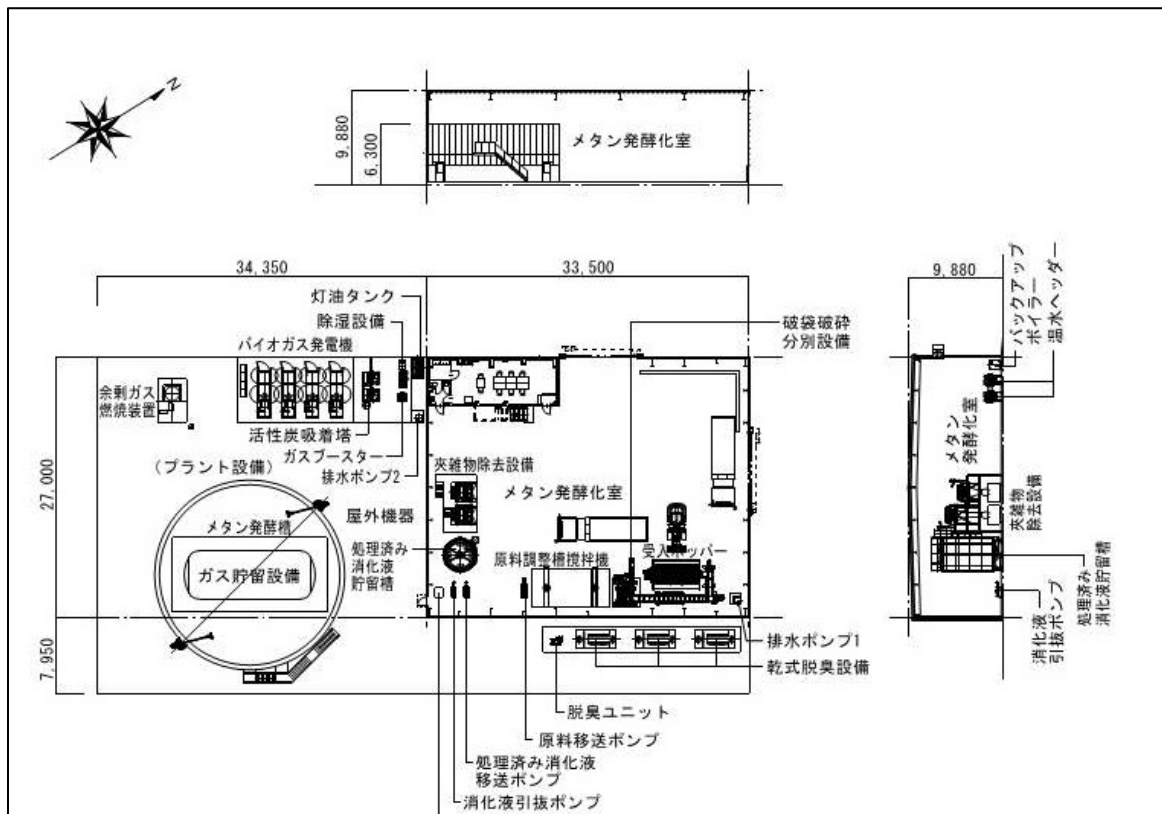 N
9,880
6,300
メタン発酵化室
34,350
33,500
9,880
バックアップ
ボイラー
温水ヘッダー
灯油タンク
除湿設備
バイオガス発電機
破袋破砕
分別設備
余剰ガス
燃焼装置
活性炭吸着塔
ガスブースター
排水ポンプ2
(プラント設備)
夾雑物除去設備
メタン発酵化室
メタン
発酵化室
27,000
メタン発酵槽
屋外機器
ガス貯留設備
処理済み
消化液
貯留槽
原料調整槽撹拌機
受入ホッパー
夾雑物
除去設備
処理済み
消化液貯留槽
消化液
引抜ポンプ
7,950
排水ポンプ1
乾式脱臭設備
脱臭ユニット
原料移送ポンプ
処理済み消化液
移送ポンプ
消化液引抜ポンプ